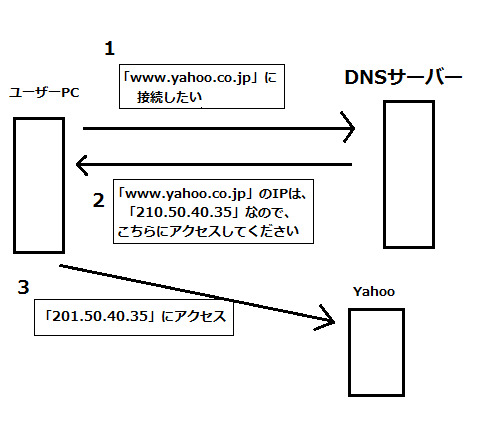 1
「www.yahoo.co.jp」に
接続したい
DNSサーバー
ユーザーPC
2
「www.yahoo.co.jp」のIPは、
「210.50.40.35」なので、
こちらにアクセスしてください
3
「201.50.40.35」にアクセス
Yahoo